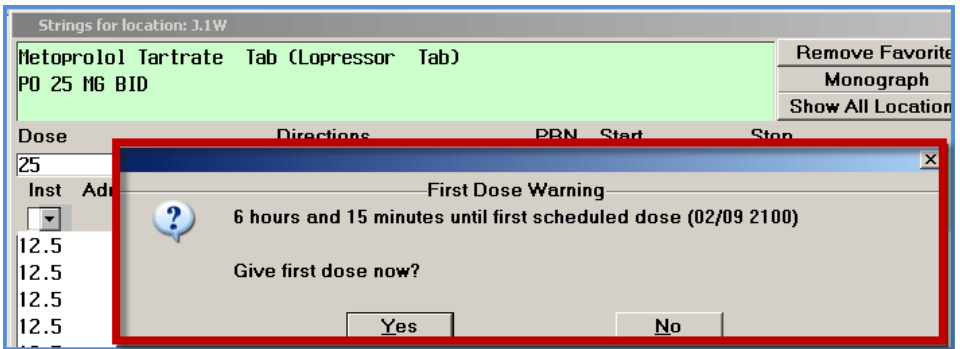 Strings for location: J.1W
Metoprolol Tartrate Tab (Lopressor Tab)
PO 25 MG BID
Remove Favorite
Monograph
Show All Location
Dose Directions PRN Start Stop
25
Inst
First Dose Warning
6 hours and 15 minutes until first scheduled dose (02/09 2100)
12.5
12.5
Give first dose now?
12.5
12.5
Yes No